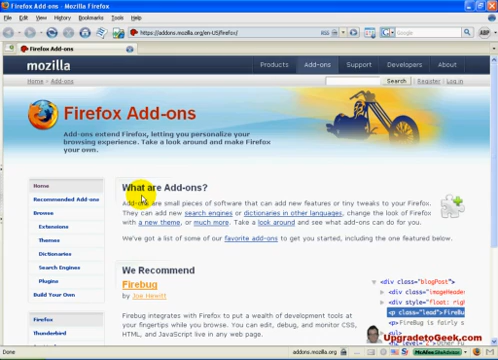 Firefox Add-ons - Mozilla Firefox
File Edit View History Bookmarks Tools Help
https://addons.mozilla.org/en-US/firefox/
Google
ABP
Firefox Add-ons
mozilla
Products Add-ons Support Developers About
Home › Add-ons
Search Register Log in
Firefox Add-ons
Add-ons extend Firefox, letting you personalize your
browsing experience. Take a look around and make Firefox
your own.
Home
Recommended Add-ons
Browse
Extensions
Themes
Dictionaries
Search Engines
Plugins
Build Your Own
Firefox
Thunderbird
What are Add-ons?
Add-ons are small pieces of software that can add new features or tiny tweaks to your Firefox.
They can add new search engines or dictionaries in other languages, change the look of Firefox
with a new theme, or much more. Take a look around and see what add-ons can do for you.
We've got a list of some of our favorite add-ons to get you started, including the one featured below.
We Recommend
Firebug
by Joe Hewitt
Firebug integrates with Firefox to put a wealth of development tools at
your fingertips while you browse. You can edit, debug, and monitor CSS,
HTML, and JavaScript live in any web page.
<div class="blogPost">
<div class="imageHeader
<div style="float: rig
<p class="lead">Firebu
<p>Firebug is fairly
UpgradetoGeek.com
Done
addons.mozilla.org
McAfee SiteAdvisor